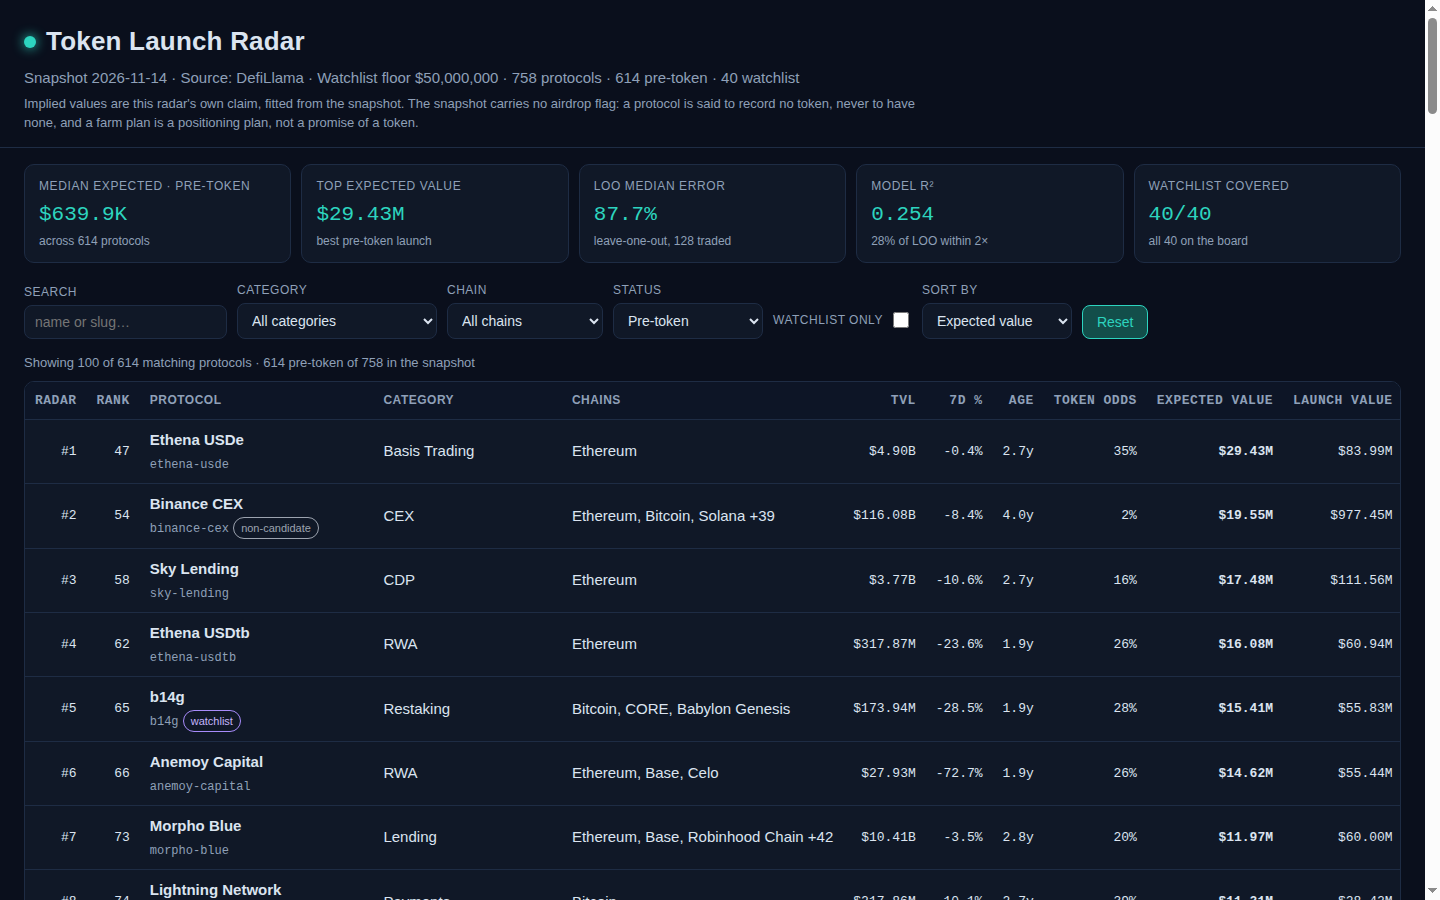 Token Launch Radar
Snapshot 2026-11-14 · Source: DefiLlama · Watchlist floor $50,000,000 · 758 protocols · 614 pre-token · 40 watchlist
Implied values are this radar's own claim, fitted from the snapshot. The snapshot carries no airdrop flag: a protocol is said to record no token, never to have
none, and a farm plan is a positioning plan, not a promise of a token.
MEDIAN EXPECTED · PRE-TOKEN
$639.9K
across 614 protocols
TOP EXPECTED VALUE
$29.43M
best pre-token launch
LOO MEDIAN ERROR
87.7%
leave-one-out, 128 traded
MODEL R²
0.254
28% of LOO within 2×
WATCHLIST COVERED
40/40
all 40 on the board
SEARCH
name or slug…
CATEGORY
All categories
CHAIN
All chains
STATUS
Pre-token
WATCHLIST ONLY
SORT BY
Expected value
Reset
Showing 100 of 614 matching protocols · 614 pre-token of 758 in the snapshot
RADAR RANK PROTOCOL CATEGORY CHAINS TVL 7D % AGE TOKEN ODDS EXPECTED VALUE LAUNCH VALUE
#1 47 Ethena USDe Basis Trading Ethereum $4.90B -0.4% 2.7y 35% $29.43M $83.99M
ethena-usde
#2 54 Binance CEX CEX Ethereum, Bitcoin, Solana +39 $116.08B -8.4% 4.0y 2% $19.55M $977.45M
binance-cex non-candidate
#3 58 Sky Lending CDP Ethereum $3.77B -10.6% 2.7y 16% $17.48M $111.56M
sky-lending
#4 62 Ethena USDtb RWA Ethereum $317.87M -23.6% 1.9y 26% $16.08M $60.94M
ethena-usdtb
#5 65 b14g Restaking Bitcoin, CORE, Babylon Genesis $173.94M -28.5% 1.9y 28% $15.41M $55.83M
b14g watchlist
#6 66 Anemoy Capital RWA Ethereum, Base, Celo $27.93M -72.7% 1.9y 26% $14.62M $55.44M
anemoy-capital
#7 73 Morpho Blue Lending Ethereum, Base, Robinhood Chain +42 $10.41B -3.5% 2.8y 20% $11.97M $60.00M
morpho-blue
Lightning Network